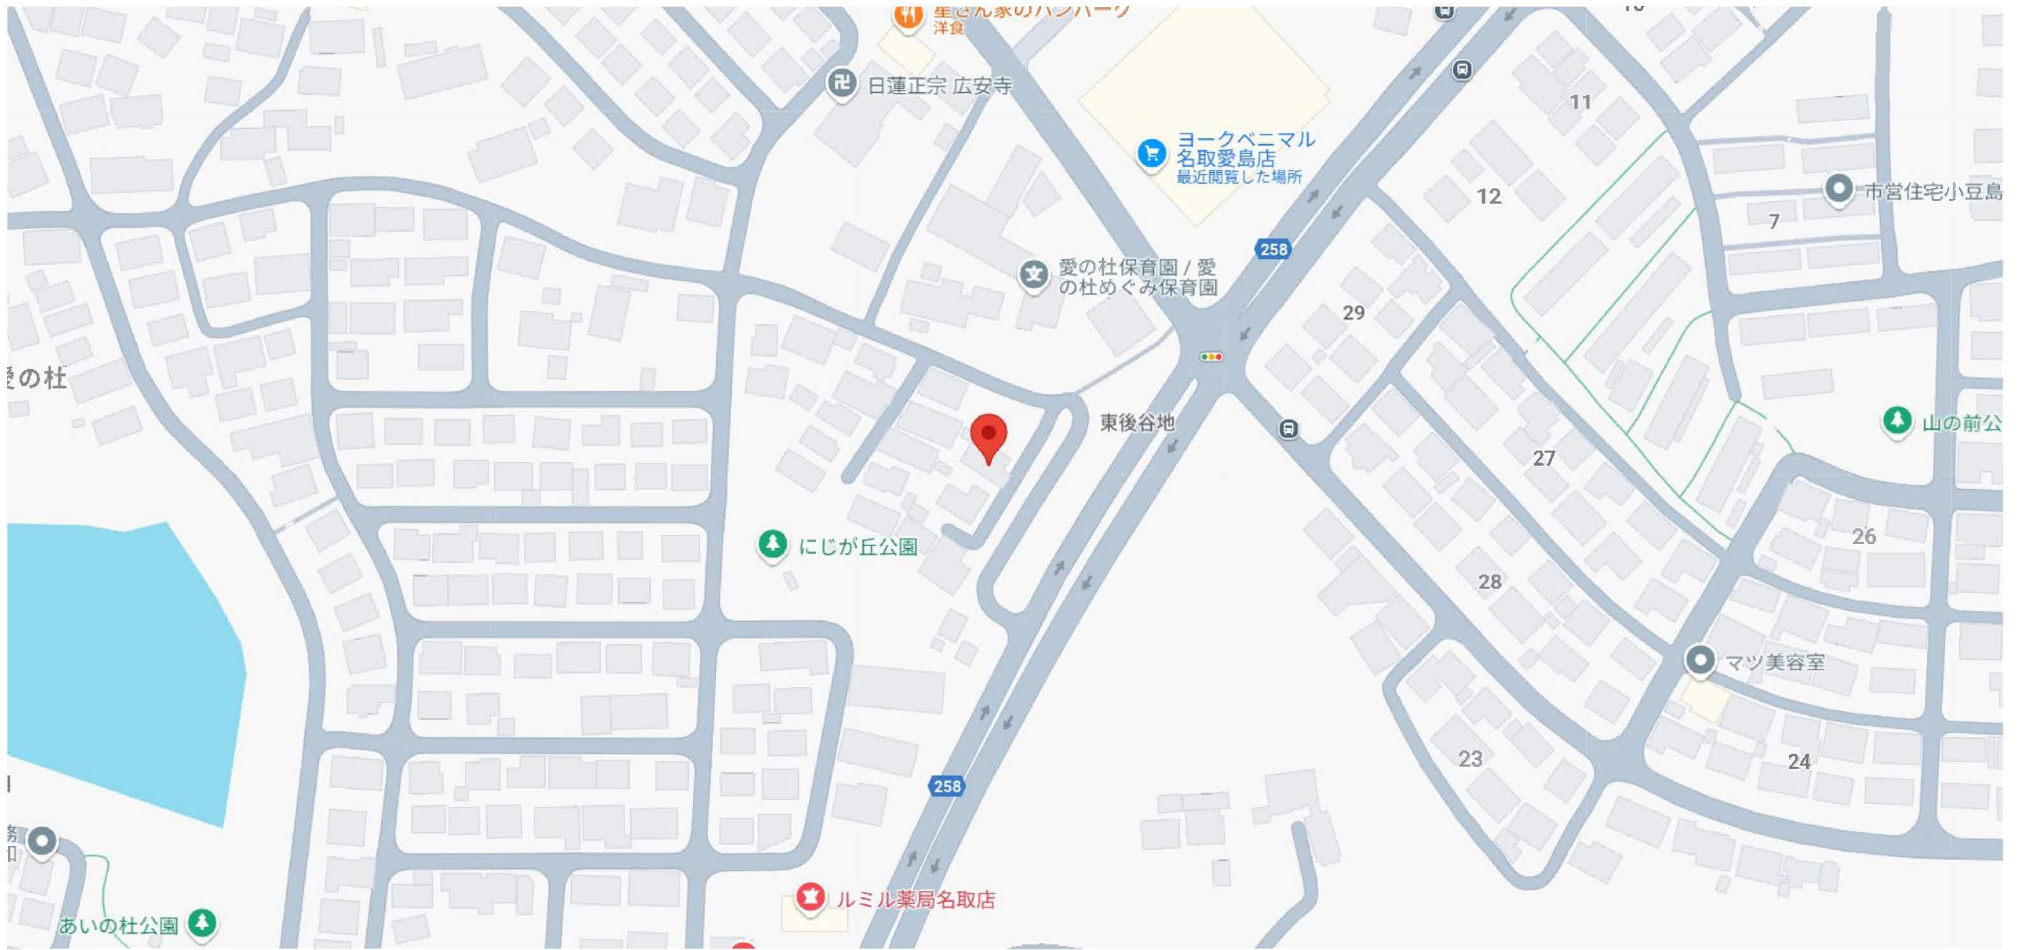 洋食
日蓮正宗 広安寺
ヨークベニマル
名取愛島店
最近閲覧した場所
11
12
市営住宅小豆島
7
258
愛の杜保育園 / 愛
の杜めぐみ保育園
29
の杜
東後谷地
山の前公
27
26
にじが丘公園
28
マツ美容室
23
24
258
ルミル薬局名取店
あいの杜公園